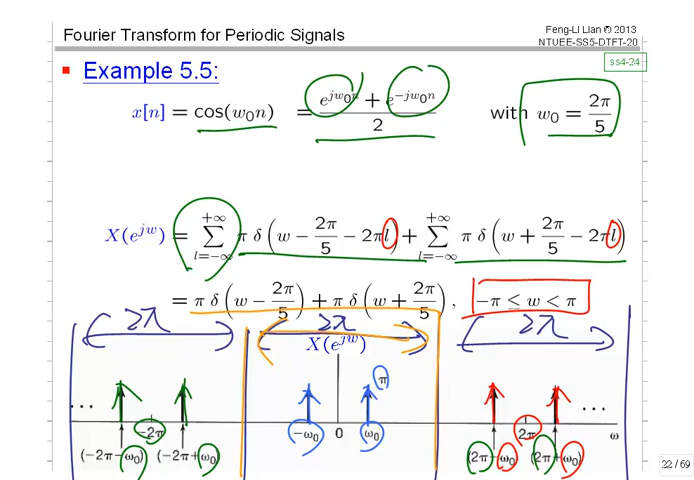 Fourier Transform for Periodic Signals
Feng-Li Lian © 2013
NTUEE-SS5-DTFT-20
ss4-24
Example 5.5:
x[n] = cos(w₀n) = (e^{jw₀n} + e^{-jw₀n}) / 2 with w₀ = 2π/5
X(e^{jw}) = ∑_{l=-∞}^{+∞} π δ(w − 2π/5 − 2πl) + ∑_{l=-∞}^{+∞} π δ(w + 2π/5 − 2πl)
= π δ(w − 2π/5) + π δ(w + 2π/5), −π ≤ w < π
2π 2π 2π
X(e^{jw})
π
... ...
−2π −ω₀ 0 ω₀ 2π ω
(−2π−ω₀) (−2π+ω₀) (2π−ω₀) (2π+ω₀)
22 / 69